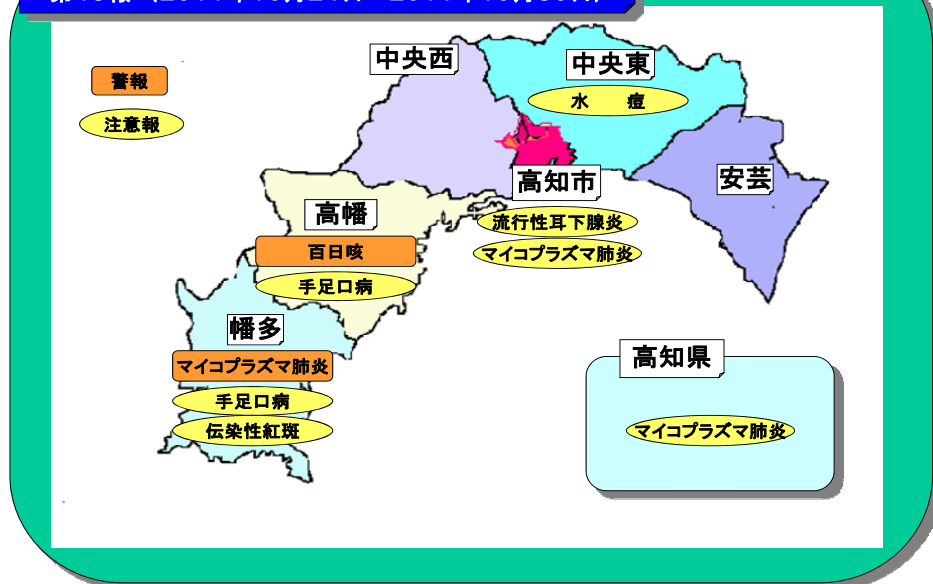 警報
注意報
中央西
中央東
水 痘
高知市
流行性耳下腺炎
マイコプラズマ肺炎
安芸
高幡
百日咳
手足口病
幡多
マイコプラズマ肺炎
手足口病
伝染性紅斑
高知県
マイコプラズマ肺炎